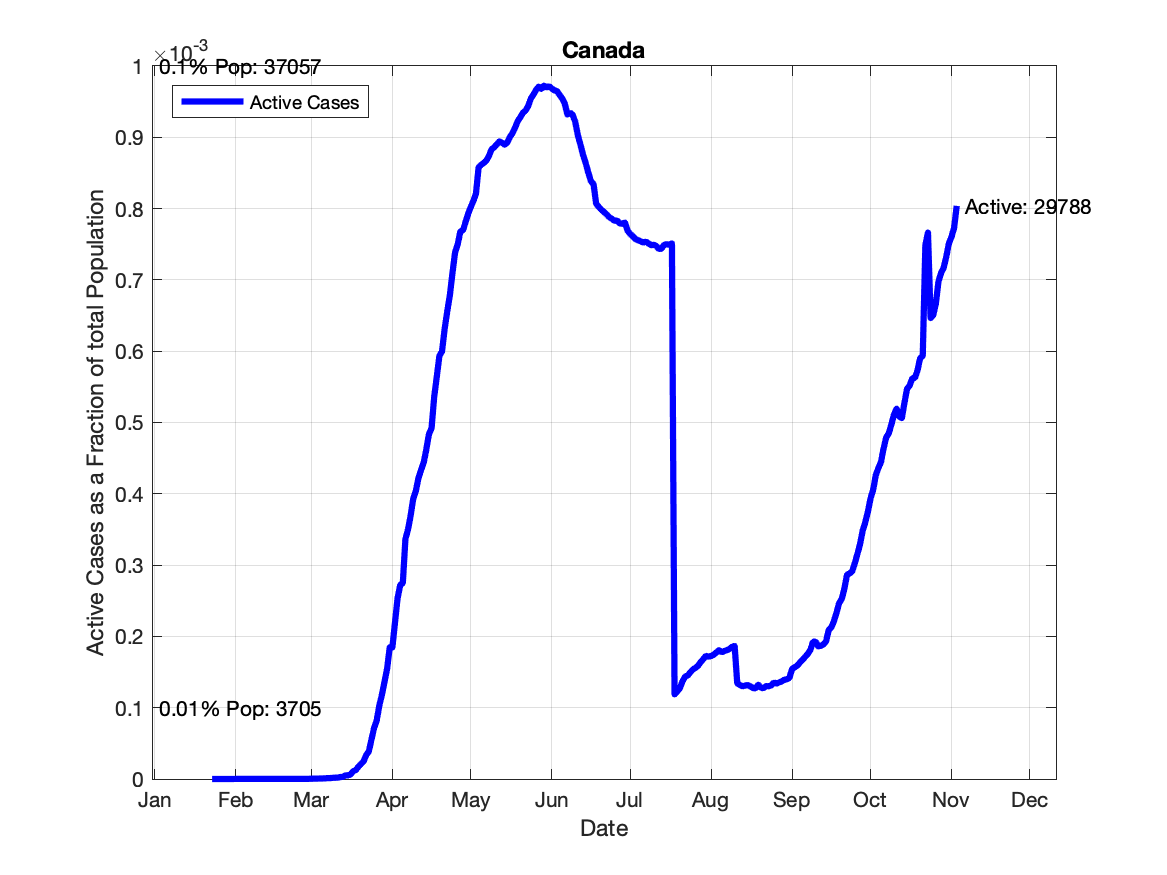 Canada
×10-3
0.1% Pop: 37057
Active Cases
Active: 29788
0.01% Pop: 3705
Active Cases as a Fraction of total Population
1
0.9
0.8
0.7
0.6
0.5
0.4
0.3
0.2
0.1
0
Jan Feb Mar Apr May Jun Jul Aug Sep Oct Nov Dec
Date